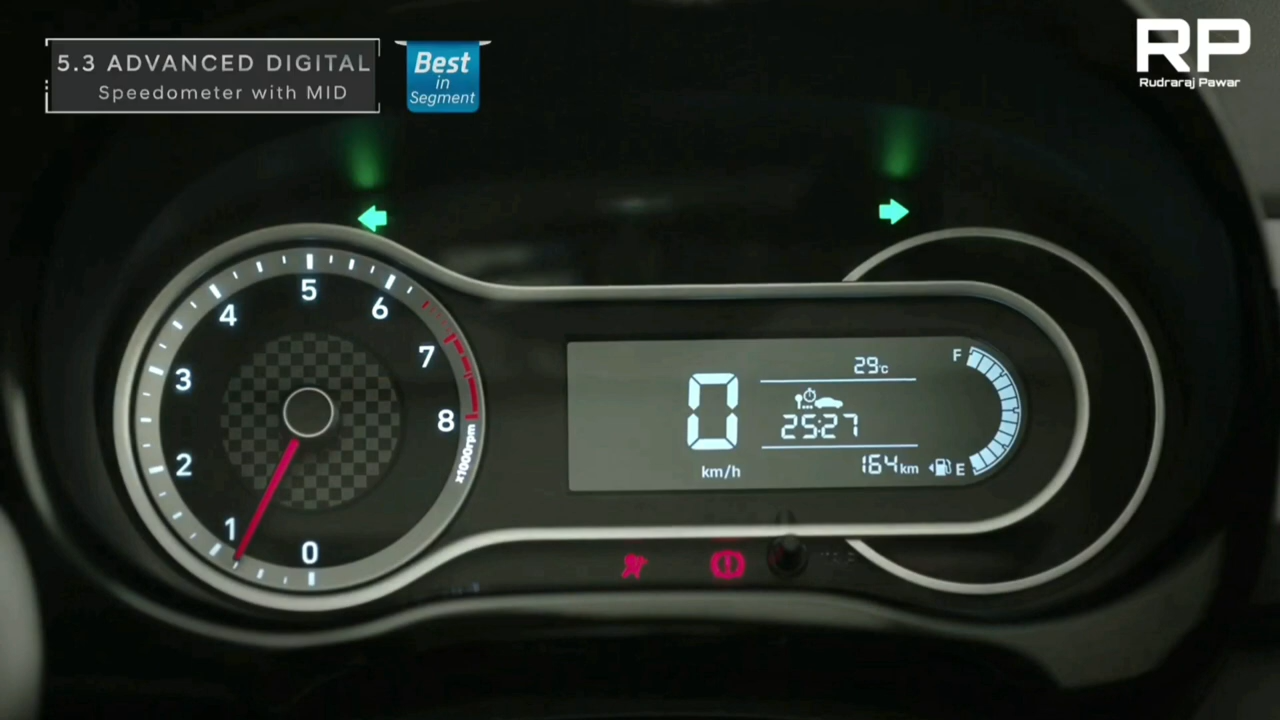 5.3 ADVANCED DIGITAL
Speedometer with MID
Best
in
Segment
RP
Rudraraj Pawar
0
1
2
3
4
5
6
7
8
x1000rpm
0
km/h
29°c
25:27
164km
F
E